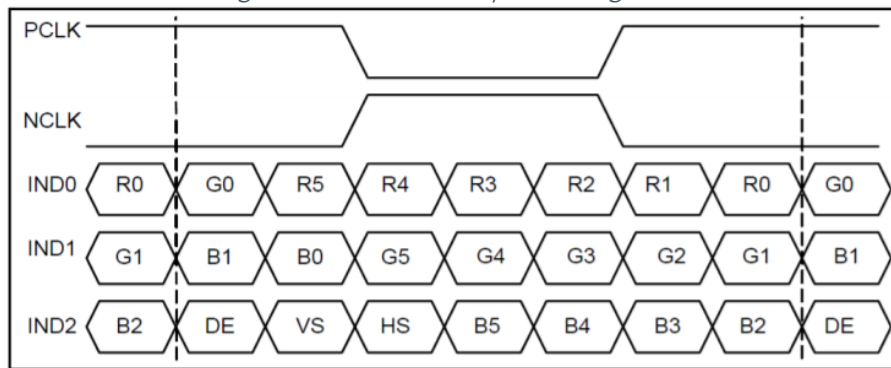 PCLK
NCLK
IND0 R0 G0 R5 R4 R3 R2 R1 R0 G0
IND1 G1 B1 B0 G5 G4 G3 G2 G1 B1
IND2 B2 DE VS HS B5 B4 B3 B2 DE